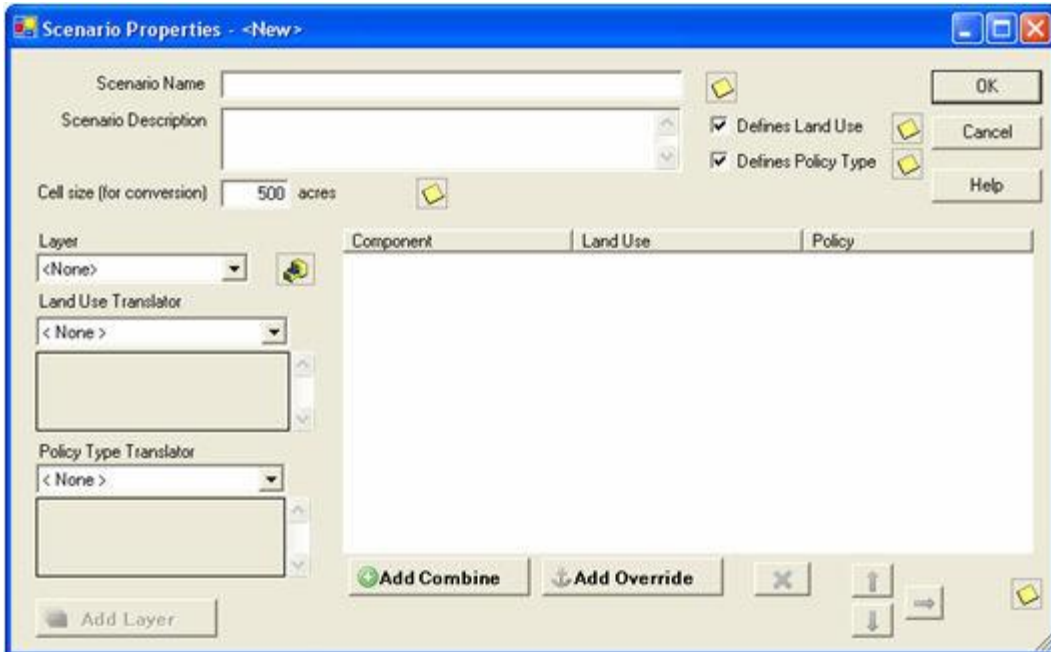 Scenario Properties - <New>
Scenario Name
OK
Scenario Description
Defines Land Use
Cancel
Defines Policy Type
Cell size (for conversion) 500 acres
Help
Layer
<None>
Land Use Translator
< None >
Policy Type Translator
< None >
Add Layer
Component Land Use Policy
Add Combine
Add Override